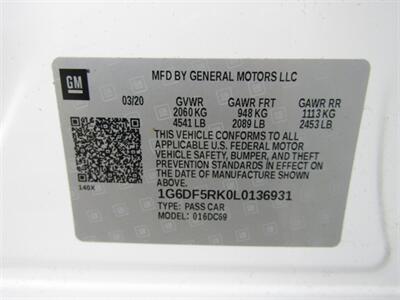 GM
MFD BY GENERAL MOTORS LLC
03/20 GVWR GAWR FRT GAWR RR
2060 KG 948 KG 1113 KG
4541 LB 2089 LB 2453 LB
THIS VEHICLE CONFORMS TO ALL
APPLICABLE U.S. FEDERAL MOTOR
VEHICLE SAFETY, BUMPER, AND THEFT
PREVENTION STANDARDS IN EFFECT ON
THE DATE OF MANUFACTURE SHOWN
ABOVE.
1G6DF5RK0L0136931
TYPE: PASS CAR
MODEL: 016DC69
140X